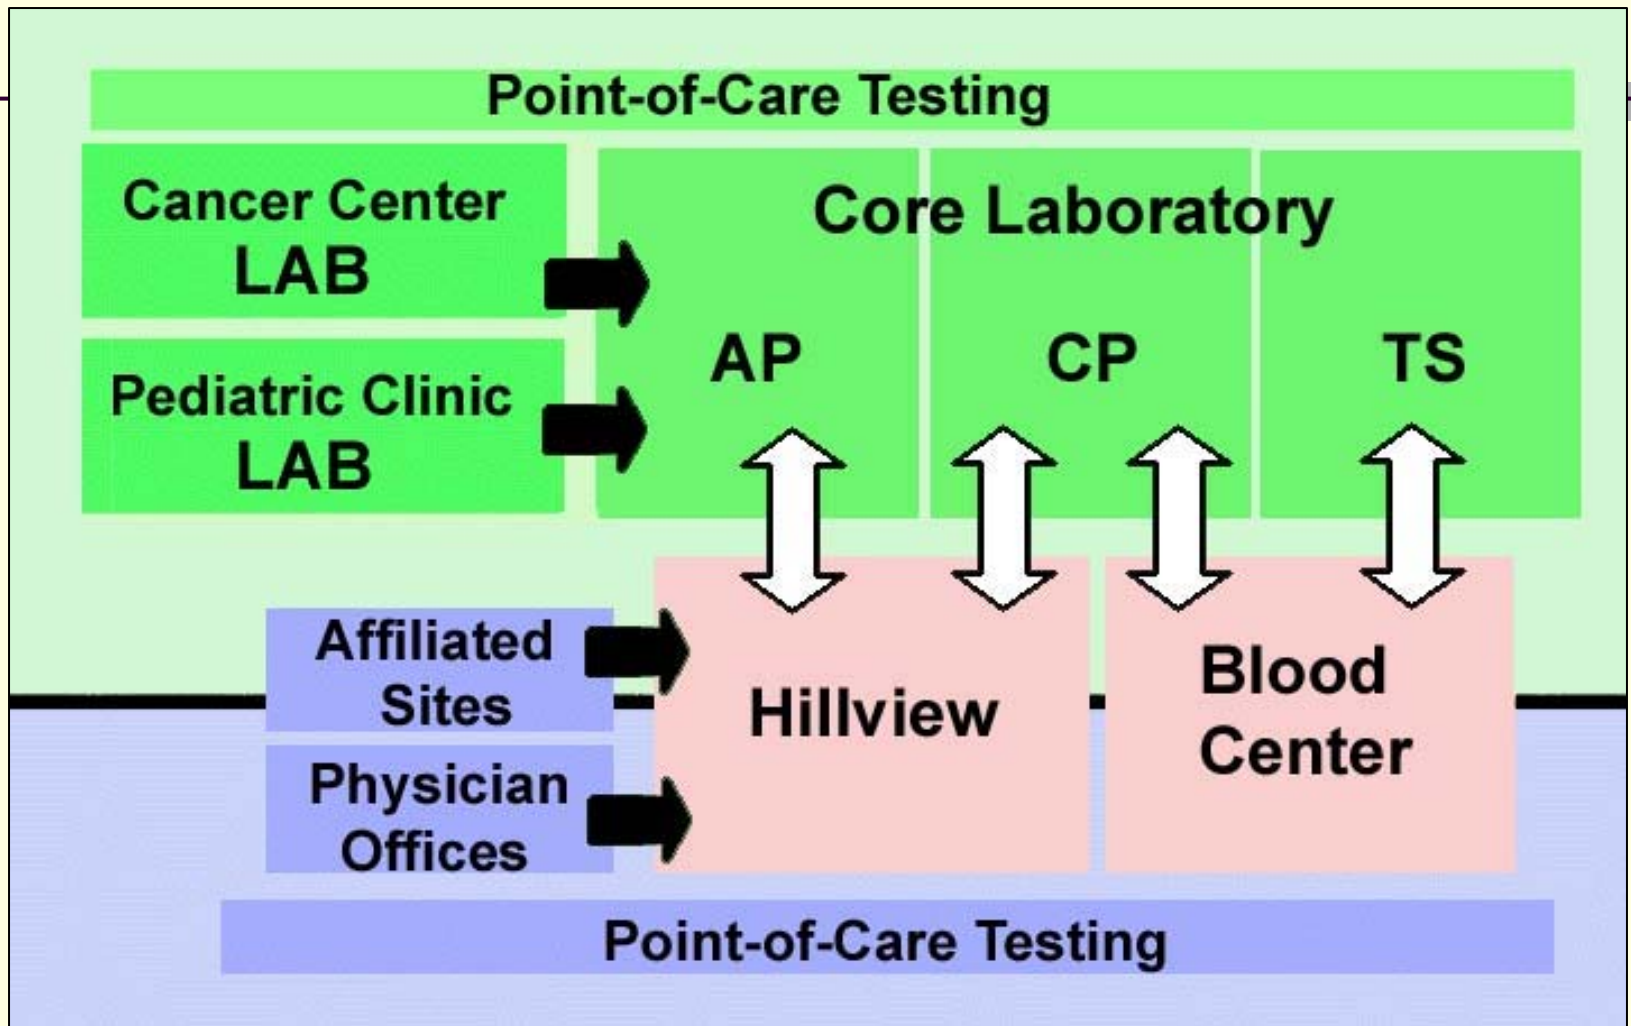 Point-of-Care Testing
Cancer Center
LAB
Pediatric Clinic
LAB
Core Laboratory
AP
CP
TS
Affiliated
Sites
Physician
Offices
Hillview
Blood
Center
Point-of-Care Testing